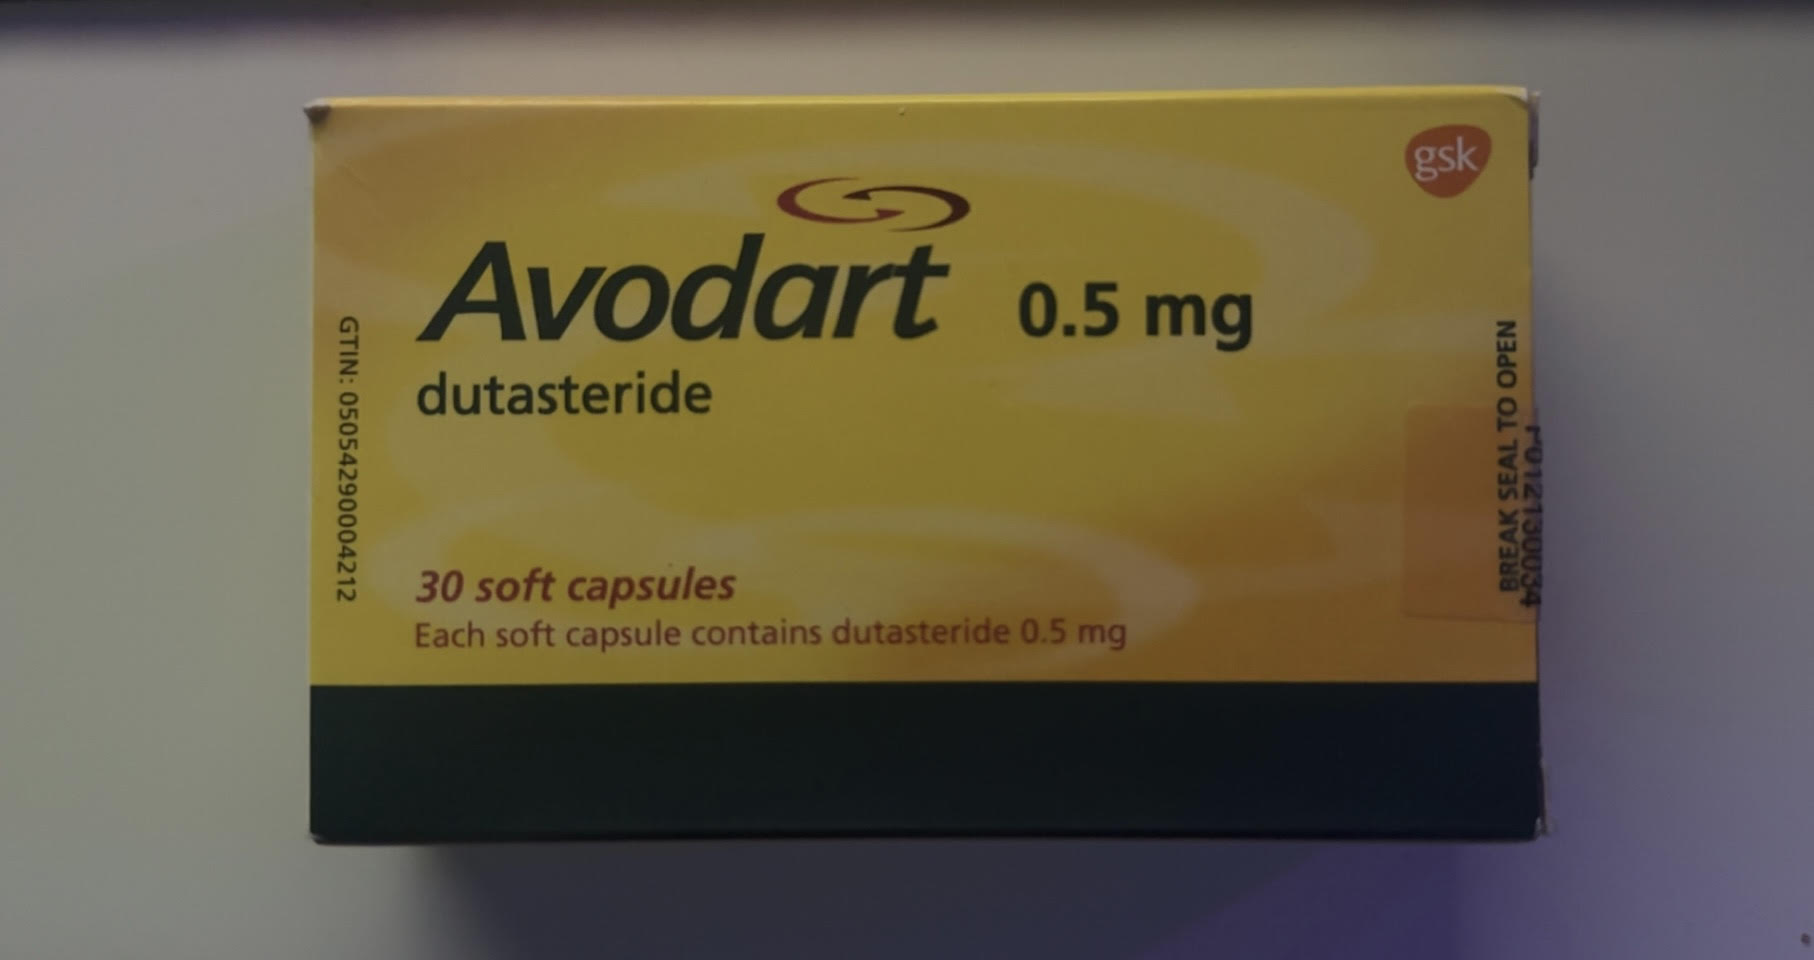 gsk
Avodart 0.5 mg
dutasteride
30 soft capsules
Each soft capsule contains dutasteride 0.5 mg
GTIN: 05054290004212
BREAK SEAL TO OPEN